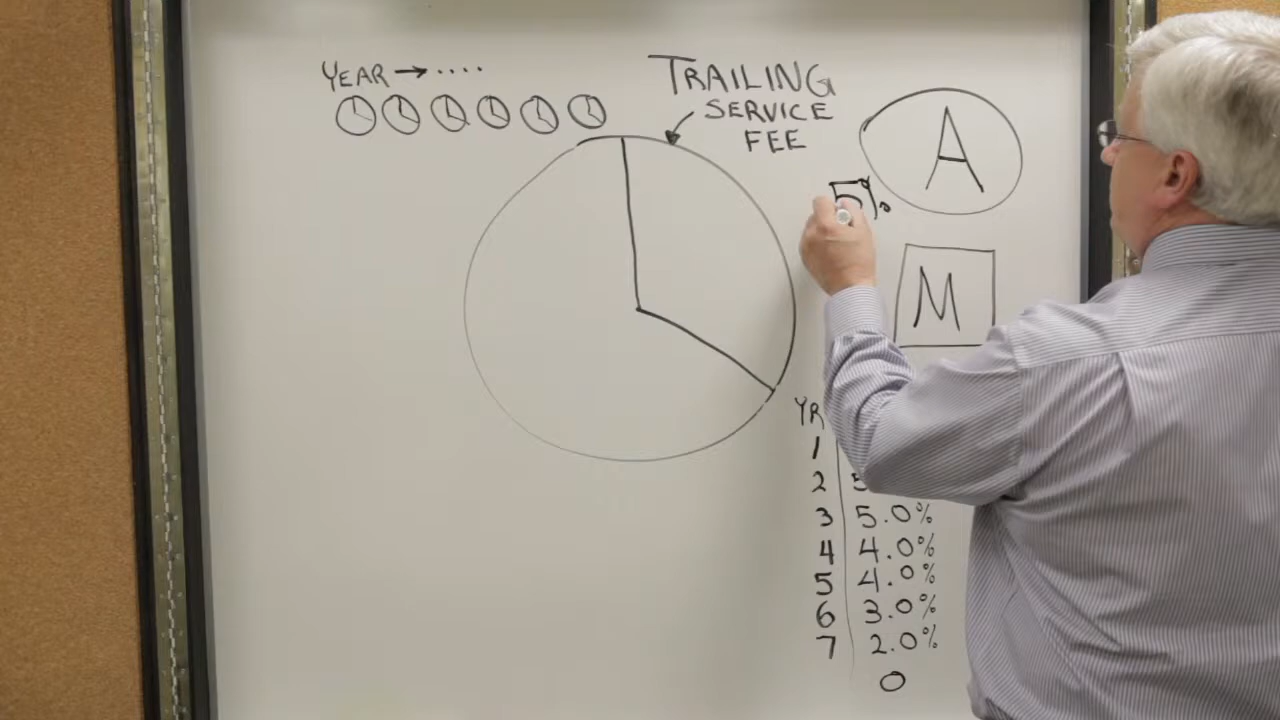 YEAR → ....
TRAILING
SERVICE
FEE
A
5%
M
YR
1
2 5
3 5.0%
4 4.0%
5 4.0%
6 3.0%
7 2.0%
0